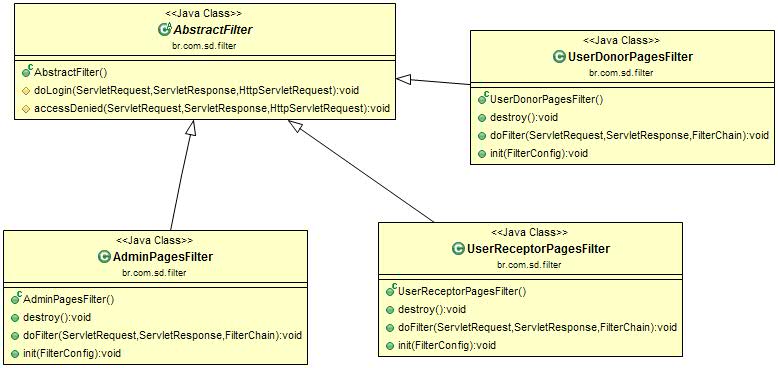 <<Java Class>>
AbstractFilter
br.com.sd.filter
AbstractFilter()
doLogin(ServletRequest,ServletResponse,HttpServletRequest):void
accessDenied(ServletRequest,ServletResponse,HttpServletRequest):void
<<Java Class>>
UserDonorPagesFilter
br.com.sd.filter
UserDonorPagesFilter()
destroy():void
doFilter(ServletRequest,ServletResponse,FilterChain):void
init(FilterConfig):void
<<Java Class>>
AdminPagesFilter
br.com.sd.filter
AdminPagesFilter()
destroy():void
doFilter(ServletRequest,ServletResponse,FilterChain):void
init(FilterConfig):void
<<Java Class>>
UserReceptorPagesFilter
br.com.sd.filter
UserReceptorPagesFilter()
destroy():void
doFilter(ServletRequest,ServletResponse,FilterChain):void
init(FilterConfig):void